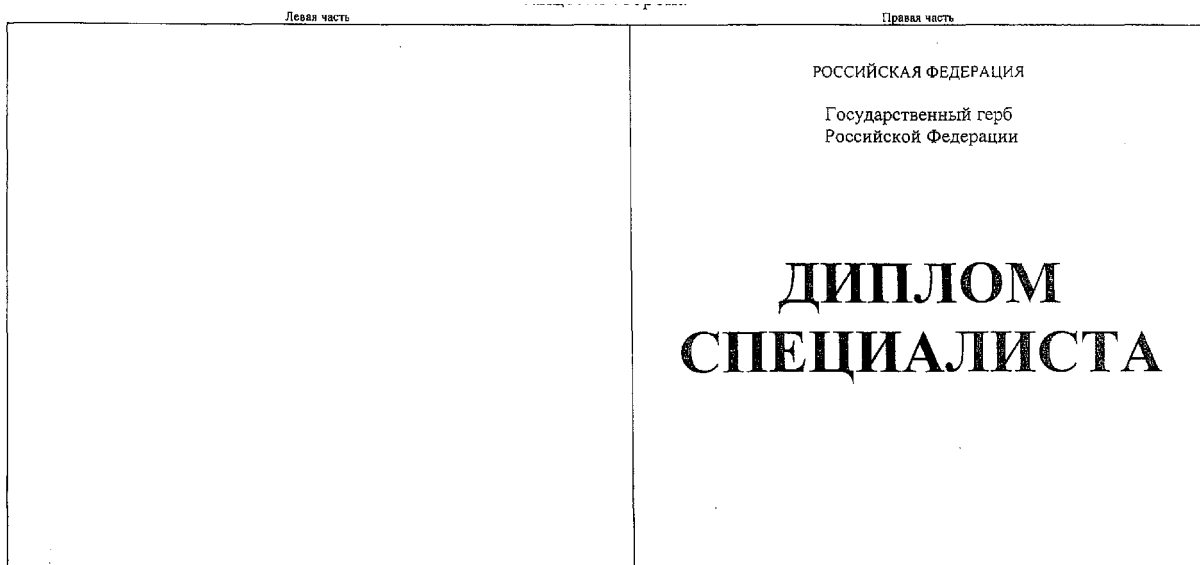 Левая часть
Правая часть
РОССИЙСКАЯ ФЕДЕРАЦИЯ
Государственный герб
Российской Федерации
ДИПЛОМ
СПЕЦИАЛИСТА